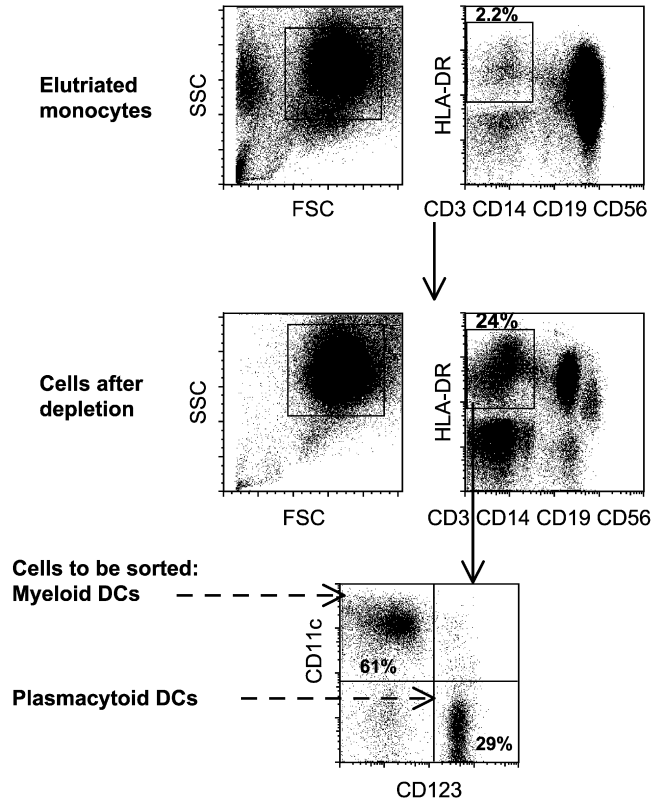 2.2%
Elutriated
monocytes
SSC
HLA-DR
FSC
CD3 CD14 CD19 CD56
24%
Cells after
depletion
SSC
HLA-DR
FSC
CD3 CD14 CD19 CD56
Cells to be sorted:
Myeloid DCs
CD11c
61%
Plasmacytoid DCs
29%
CD123